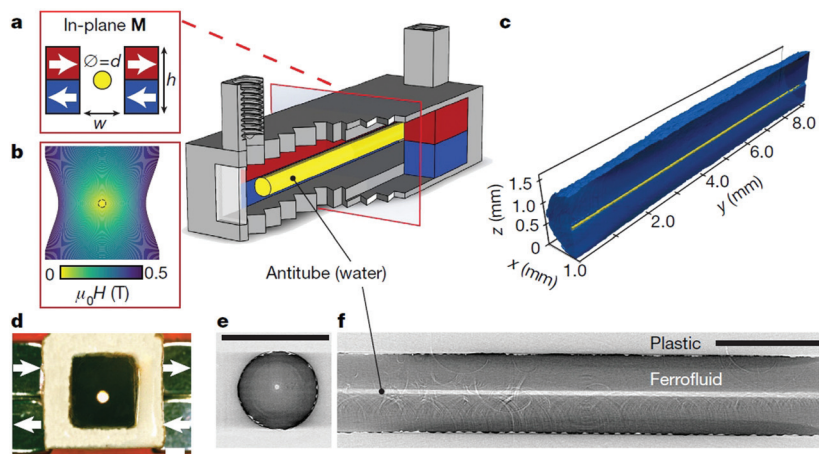 a
In-plane M
Ø=d
h
w
b
0
0.5
μ₀H (T)
Antitube (water)
c
1.5
1.0
0.5
0
z (mm)
x (mm)
1.0
2.0
4.0
6.0
8.0
y (mm)
d
e
f
Plastic
Ferrofluid